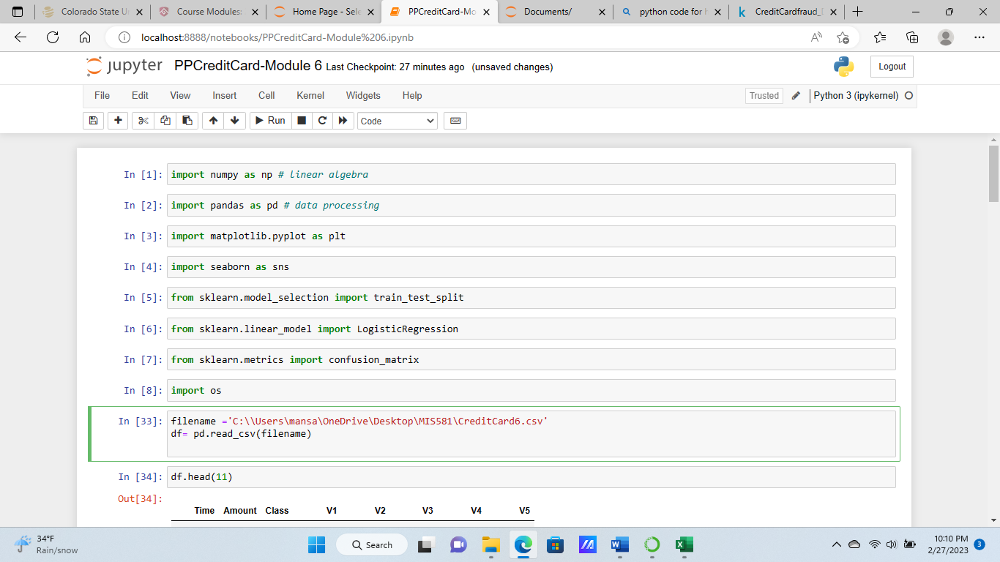 Colorado State U
Course Modules:
Home Page - Sele
PPCreditCard-Mo
Documents/
python code for
CreditCardfraud_
localhost:8888/notebooks/PPCreditCard-Module%206.ipynb
jupyter PPCreditCard-Module 6 Last Checkpoint: 27 minutes ago (unsaved changes)
Logout
File Edit View Insert Cell Kernel Widgets Help
Trusted Python 3 (ipykernel)
Run
Code
In [1]: import numpy as np # linear algebra
In [2]: import pandas as pd # data processing
In [3]: import matplotlib.pyplot as plt
In [4]: import seaborn as sns
In [5]: from sklearn.model_selection import train_test_split
In [6]: from sklearn.linear_model import LogisticRegression
In [7]: from sklearn.metrics import confusion_matrix
In [8]: import os
In [33]: filename ='C:\\Users\mansa\OneDrive\Desktop\MIS581\CreditCard6.csv'
df= pd.read_csv(filename)
In [34]: df.head(11)
Out[34]:
Time Amount Class V1 V2 V3 V4 V5
34°F
Rain/snow
Search
10:10 PM
2/27/2023
3